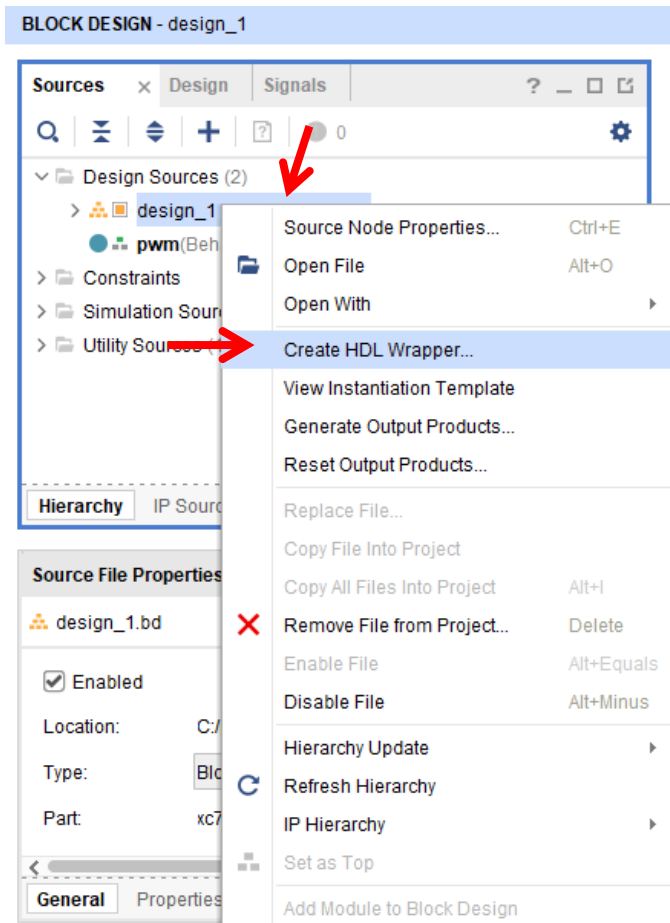 BLOCK DESIGN - design_1
Sources Design Signals
0
Design Sources (2)
design_1
pwm(Beh
Constraints
Simulation Sour
Utility Sources
Hierarchy IP Sourc
Source File Properties
design_1.bd
Enabled
Location: C:/
Type: Blo
Part: xc7
General Properties
Source Node Properties... Ctrl+E
Open File Alt+O
Open With
Create HDL Wrapper...
View Instantiation Template
Generate Output Products...
Reset Output Products...
Replace File...
Copy File Into Project
Copy All Files Into Project Alt+I
Remove File from Project... Delete
Enable File Alt+Equals
Disable File Alt+Minus
Hierarchy Update
Refresh Hierarchy
IP Hierarchy
Set as Top
Add Module to Block Design